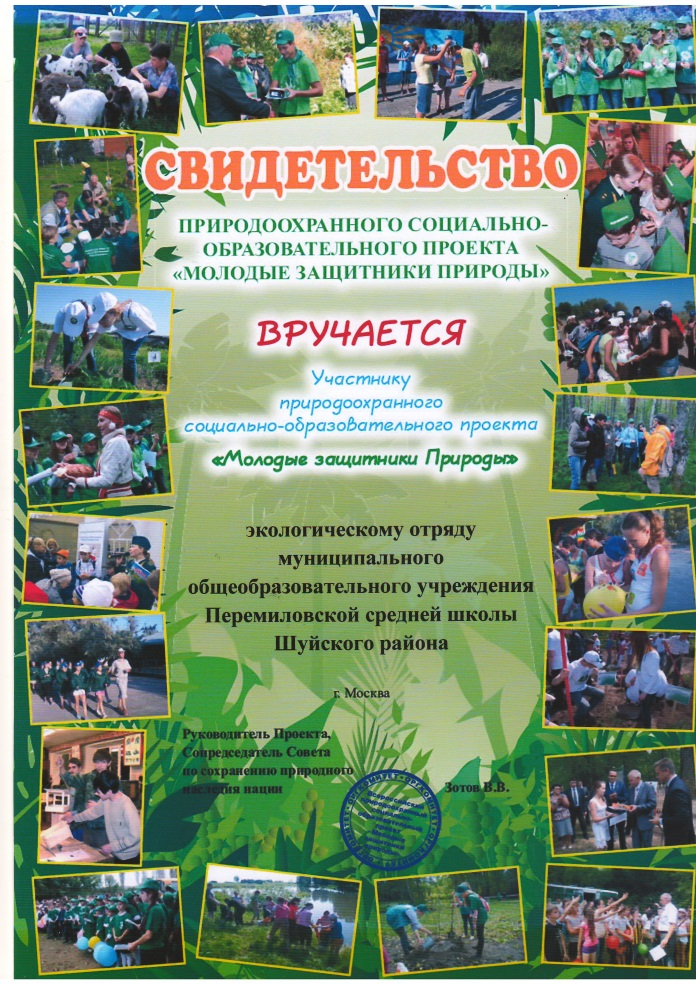 СВИДЕТЕЛЬСТВО
ПРИРОДООХРАННОГО СОЦИАЛЬНО-
ОБРАЗОВАТЕЛЬНОГО ПРОЕКТА
«МОЛОДЫЕ ЗАЩИТНИКИ ПРИРОДЫ»
ВРУЧАЕТСЯ
Участнику
природоохранного
социально-образовательного проекта
«Молодые защитники Природы»
экологическому отряду
муниципального
общеобразовательного учреждения
Перемиловской средней школы
Шуйского района
г. Москва
Руководитель Проекта,
Сопредседатель Совета
по сохранению природного
наследия нации
Зотов В.В.